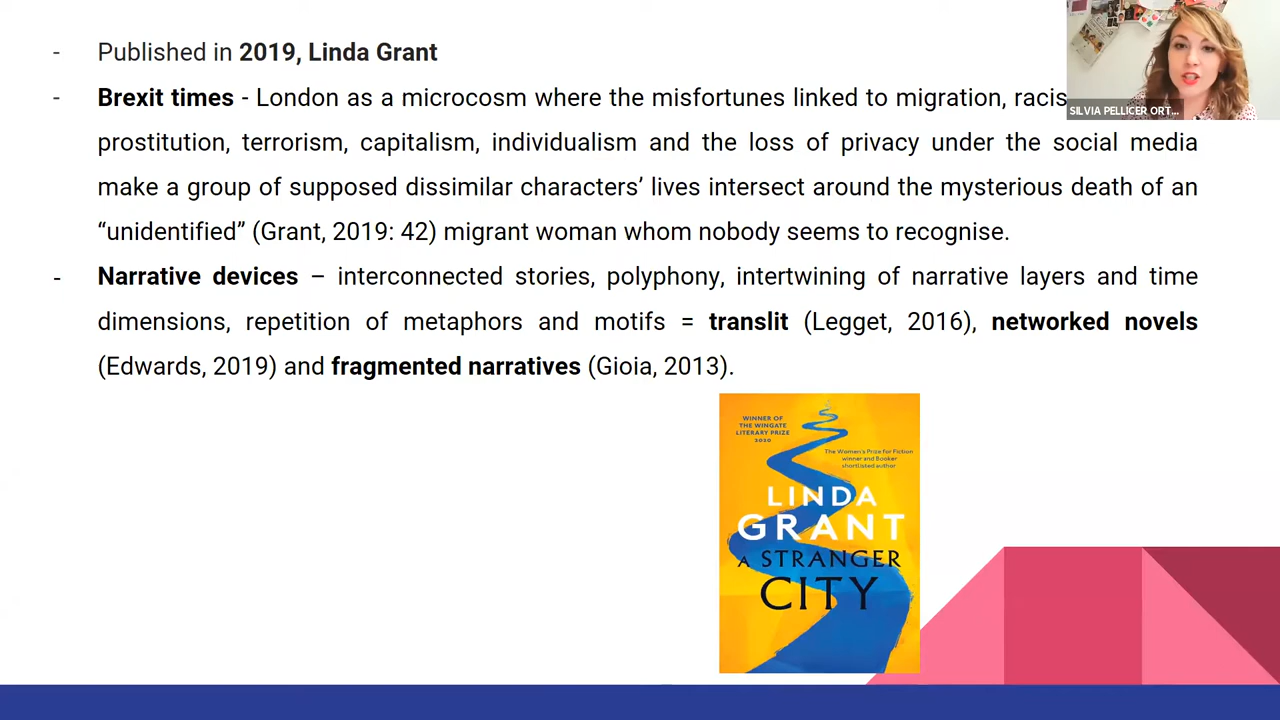 - Published in 2019, Linda Grant
- Brexit times - London as a microcosm where the misfortunes linked to migration,
prostitution, terrorism, capitalism, individualism and the loss of privacy under the social media
make a group of supposed dissimilar characters’ lives intersect around the mysterious death of an
“unidentified” (Grant, 2019: 42) migrant woman whom nobody seems to recognise.
- Narrative devices – interconnected stories, polyphony, intertwining of narrative layers and time
dimensions, repetition of metaphors and motifs = translit (Legget, 2016), networked novels
(Edwards, 2019) and fragmented narratives (Gioia, 2013).
SILVIA PELLICER ORT...
WINNER OF
THE WINGATE
LITERARY PRIZE
2020
The Women's Prize for Fiction
winner and Booker
shortlisted author
LINDA
GRANT
A STRANGER
CITY